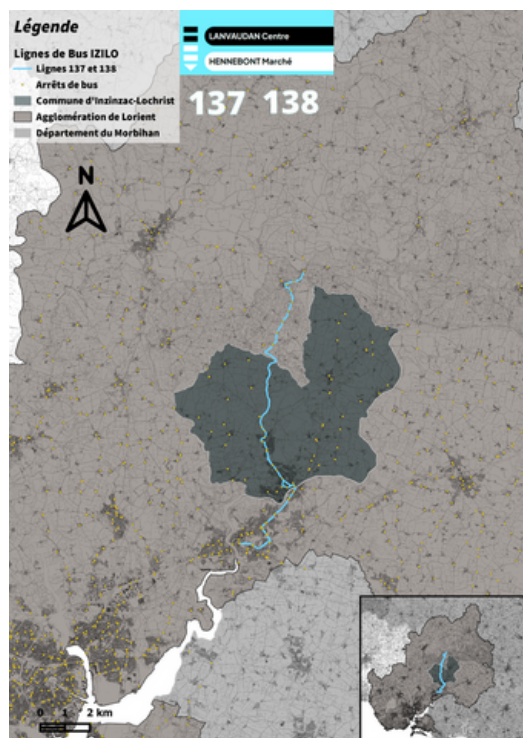 Légende
Lignes de Bus IZILO
Lignes 137 et 138
Arrêts de bus
Commune d'Inzinzac-Lochrist
Agglomération de Lorient
Département du Morbihan
LANVAUDAN Centre
HENNEBONT Marché
137 138
N
0 1 2 km